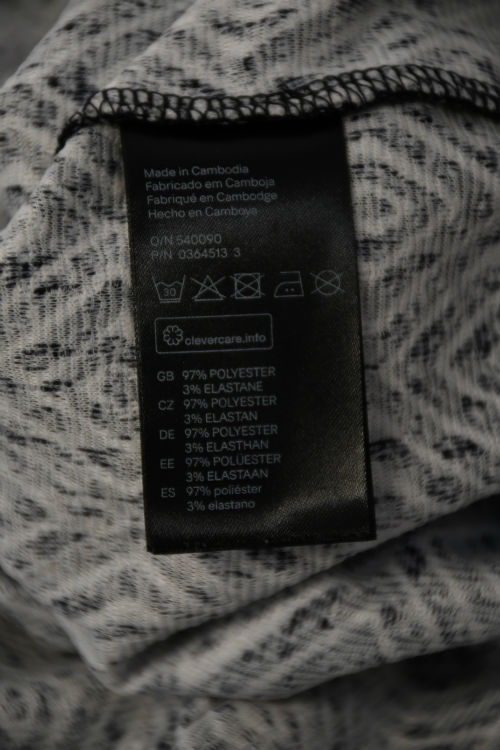 Made in Cambodia
Fabricado em Camboja
Fabriqué en Cambodge
Hecho en Camboya
O/N 540090
P/N 0364513 3
30
clevercare.info
GB 97% POLYESTER
3% ELASTANE
CZ 97% POLYESTER
3% ELASTAN
DE 97% POLYESTER
3% ELASTHAN
EE 97% POLÜESTER
3% ELASTAAN
ES 97% poliéster
3% elastano